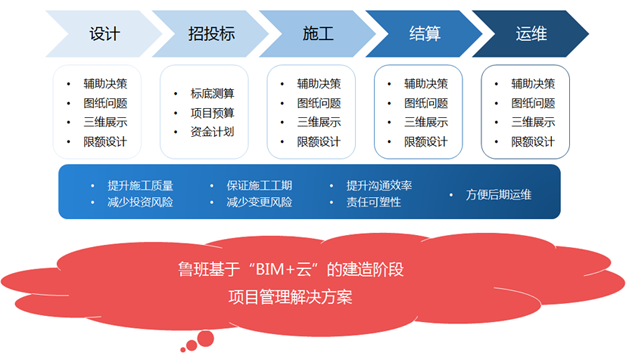 设计
招投标
施工
结算
运维
• 辅助决策
• 图纸问题
• 三维展示
• 限额设计
• 标底测算
• 项目预算
• 资金计划
• 辅助决策
• 图纸问题
• 三维展示
• 限额设计
• 辅助决策
• 图纸问题
• 三维展示
• 限额设计
• 辅助决策
• 图纸问题
• 三维展示
• 限额设计
• 提升施工质量
• 减少投资风险
• 保证施工工期
• 减少变更风险
• 提升沟通效率
• 责任可塑性
• 方便后期运维
鲁班基于“BIM+云”的建造阶段
项目管理解决方案